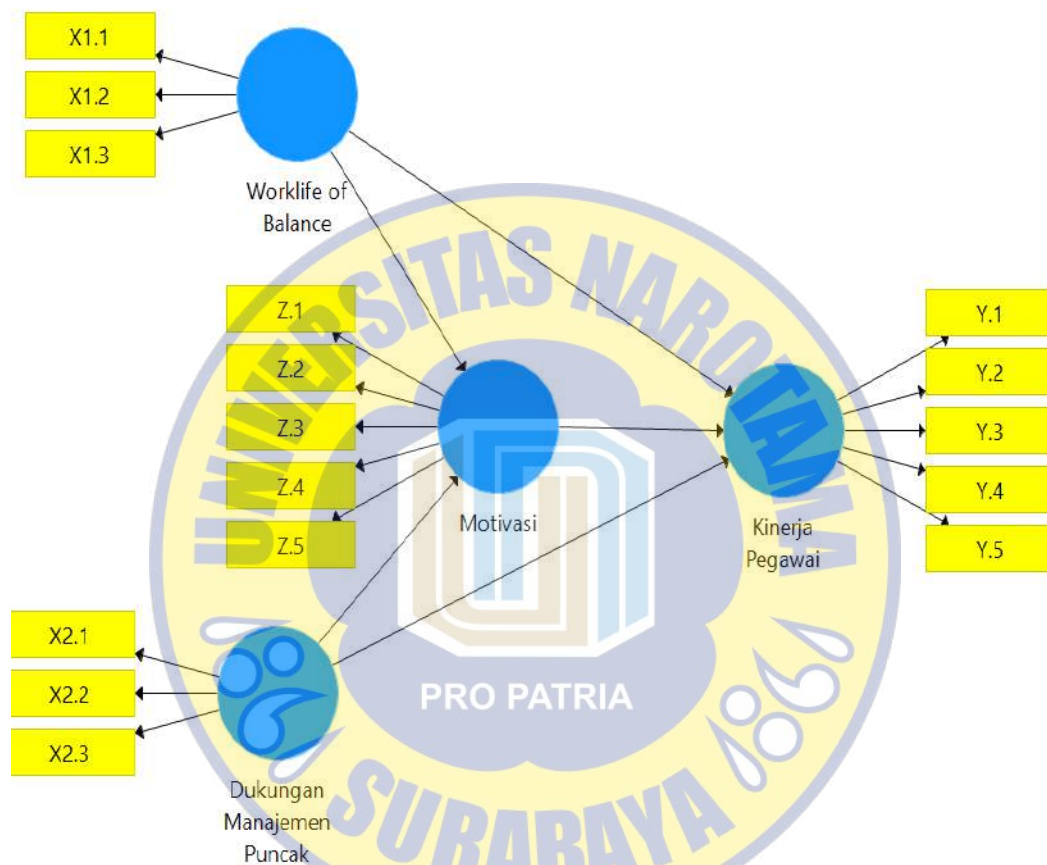 X1.1
X1.2
X1.3
Worklife of
Balance
UNIVERSITAS NAROTAMA
Z.1
Z.2
Z.3
Z.4
Z.5
Motivasi
Y.1
Y.2
Y.3
Y.4
Y.5
Kinerja
Pegawai
X2.1
X2.2
X2.3
PRO PATRIA
Dukungan
Manajemen
Puncak
SURABAYA